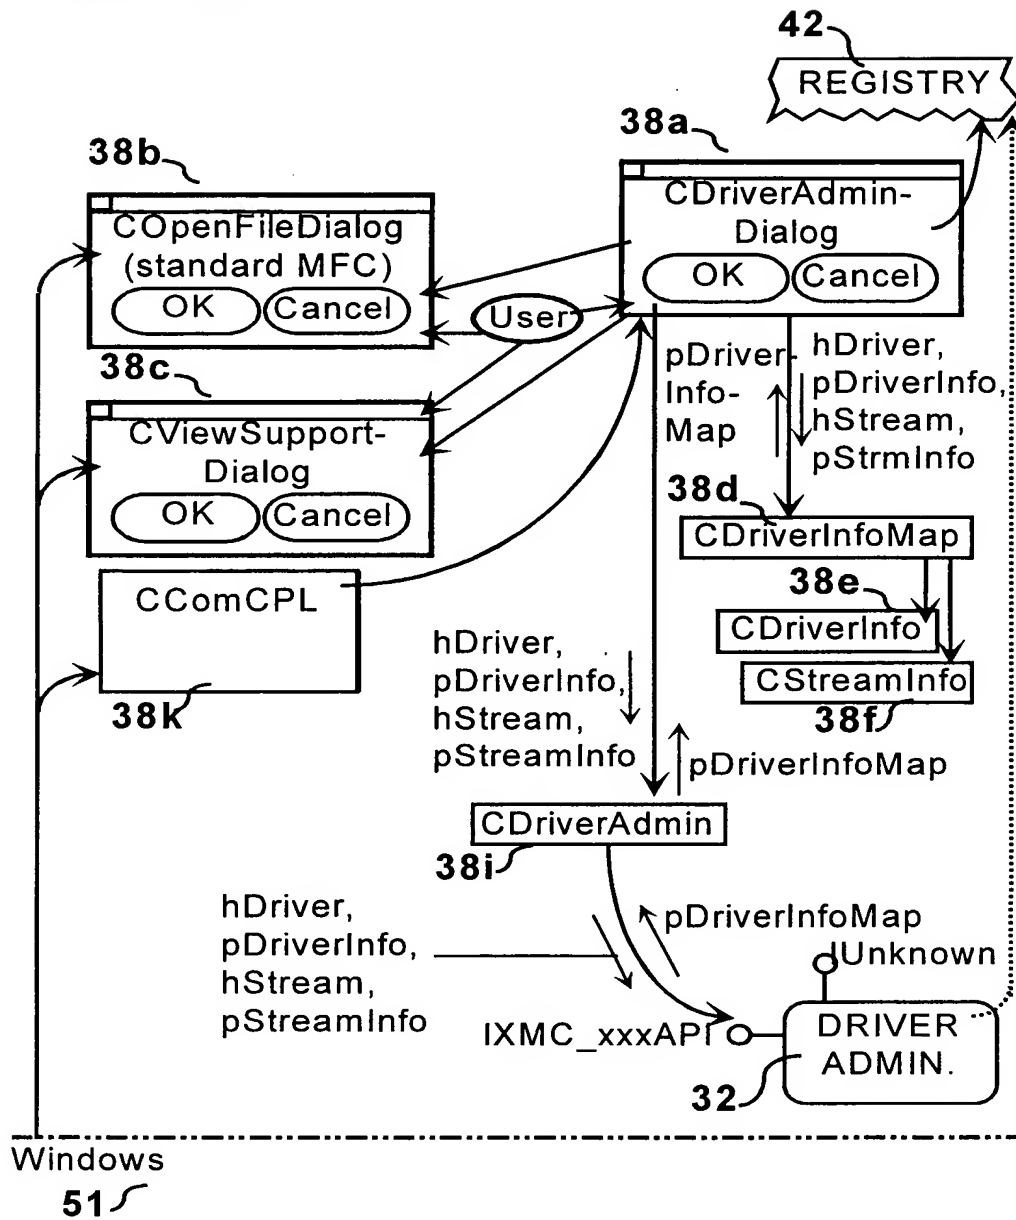 42
REGISTRY
38a
38b
CDriverAdmin-
Dialog
OK
Cancel
COpenFileDialog
(standard MFC)
OK
Cancel
User
38c
CViewSupport-
Dialog
OK
Cancel
pDriver-
Info-
Map
hDriver,
pDriverInfo,
hStream,
pStrmInfo
38d
CDriverInfoMap
38e
CDriverInfo
CStreamInfo
38f
CComCPL
38k
hDriver,
pDriverInfo,
hStream,
pStreamInfo
pDriverInfoMap
CDriverAdmin
38i
hDriver,
pDriverInfo,
hStream,
pStreamInfo
pDriverInfoMap
IUnknown
IXMC_xxxAPI
DRIVER
ADMIN.
32
Windows
51